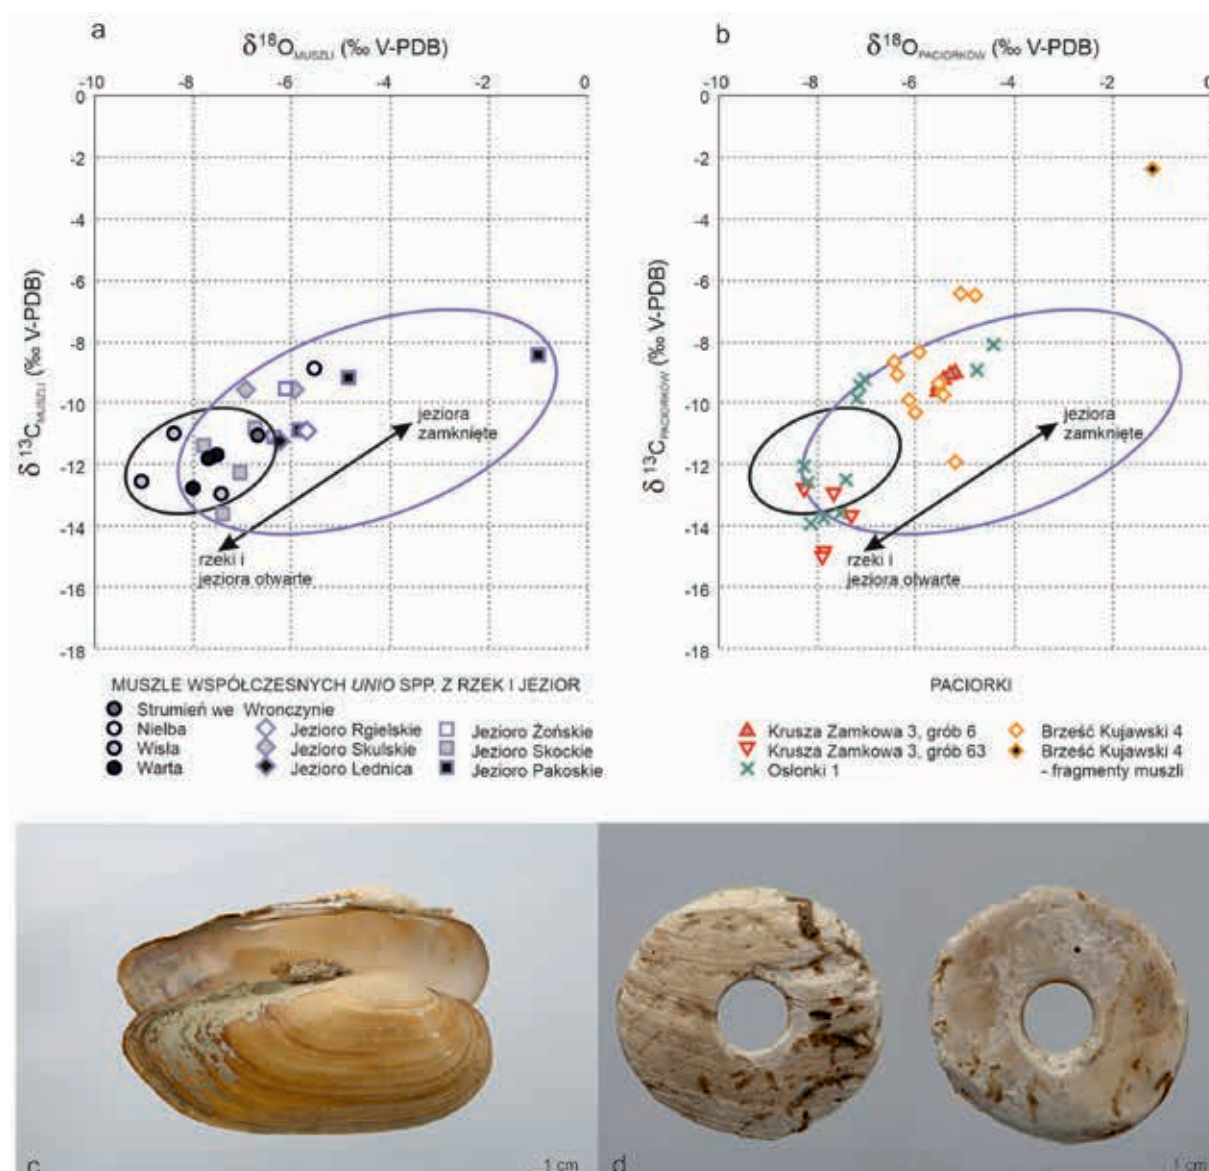 a
δ18OMUSZLI (‰ V-PDB)
-10 -8 -6 -4 -2
0
-2
-4
-6
-8
-10
-12
-14
-16
-18
δ13CMUSZLI (‰ V-PDB)
jeziora
zamknięte
rzeki i
jeziora otwarte
MUSZLE WSPÓŁCZESNYCH UNIO SPP. Z RZEK I JEZIOR
Strumień we Wronczynie
Nielba
Wisła
Warta
Jezioro Rgielskie
Jezioro Skulskie
Jezioro Lednica
Jezioro Żońskie
Jezioro Skockie
Jezioro Pakoskie
b
δ18OPACIORKÓW (‰ V-PDB)
-10 -8 -6 -4 -2 0
0
-2
-4
-6
-8
-10
-12
-14
-16
-18
δ13CPACIORKÓW (‰ V-PDB)
jeziora
zamknięte
rzeki i
jeziora otwarte
PACIORKI
Krusza Zamkowa 3, grób 6
Krusza Zamkowa 3, grób 63
Osłonki 1
Brześć Kujawski 4
Brześć Kujawski 4
- fragmenty muszli
c
1 cm
d
1 cm